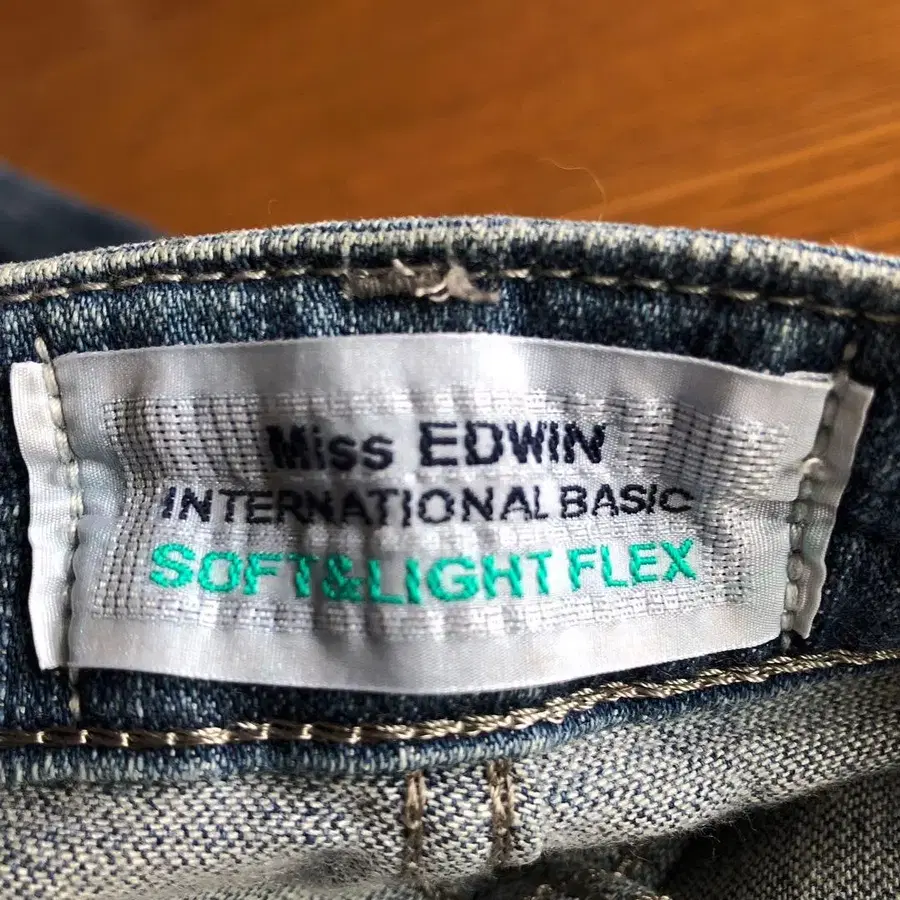 Miss EDWIN
INTERNATIONAL BASIC
SOFT&LIGHT FLEX